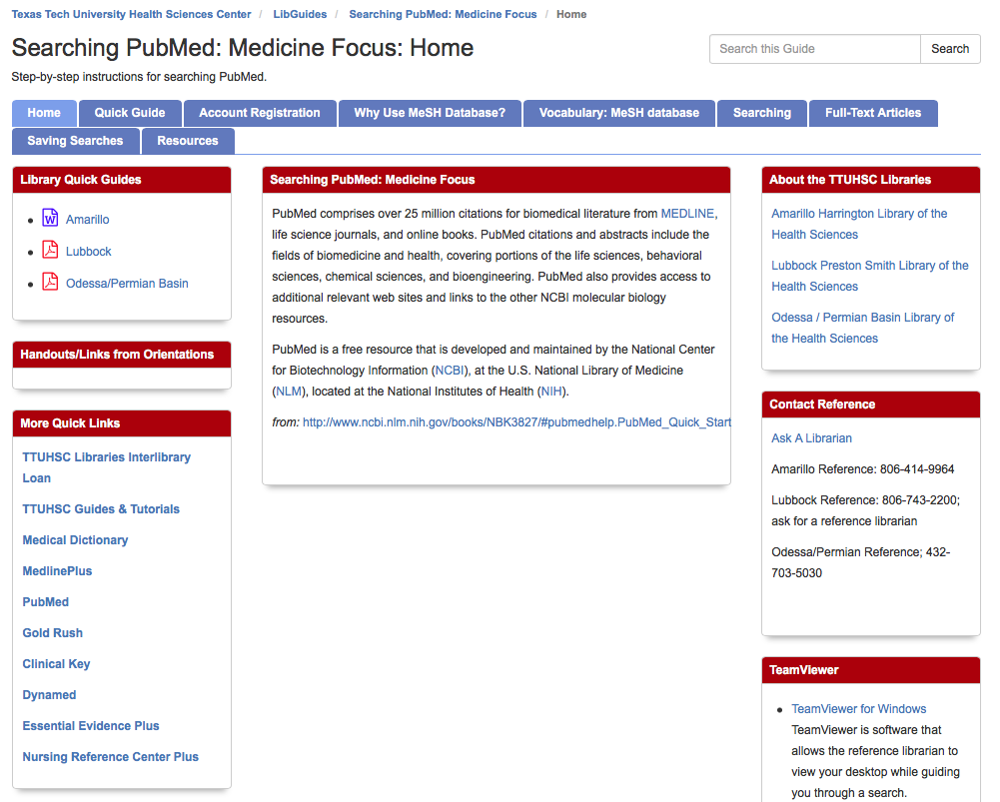 Texas Tech University Health Sciences Center / LibGuides / Searching PubMed: Medicine Focus / Home
Searching PubMed: Medicine Focus: Home
Search this Guide
Search
Step-by-step instructions for searching PubMed.
Home
Quick Guide
Account Registration
Why Use MeSH Database?
Vocabulary: MeSH database
Searching
Full-Text Articles
Saving Searches
Resources
Library Quick Guides
Amarillo
Lubbock
Odessa/Permian Basin
Handouts/Links from Orientations
More Quick Links
TTUHSC Libraries Interlibrary
Loan
TTUHSC Guides & Tutorials
Medical Dictionary
MedlinePlus
PubMed
Gold Rush
Clinical Key
Dynamed
Essential Evidence Plus
Nursing Reference Center Plus
Searching PubMed: Medicine Focus
PubMed comprises over 25 million citations for biomedical literature from MEDLINE,
life science journals, and online books. PubMed citations and abstracts include the
fields of biomedicine and health, covering portions of the life sciences, behavioral
sciences, chemical sciences, and bioengineering. PubMed also provides access to
additional relevant web sites and links to the other NCBI molecular biology
resources.
PubMed is a free resource that is developed and maintained by the National Center
for Biotechnology Information (NCBI), at the U.S. National Library of Medicine
(NLM), located at the National Institutes of Health (NIH).
from: http://www.ncbi.nlm.nih.gov/books/NBK3827/#pubmedhelp.PubMed_Quick_Start
About the TTUHSC Libraries
Amarillo Harrington Library of the
Health Sciences
Lubbock Preston Smith Library of the
Health Sciences
Odessa / Permian Basin Library of
the Health Sciences
Contact Reference
Ask A Librarian
Amarillo Reference: 806-414-9964
Lubbock Reference: 806-743-2200;
ask for a reference librarian
Odessa/Permian Reference; 432-
703-5030
TeamViewer
TeamViewer for Windows
TeamViewer is software that
allows the reference librarian to
view your desktop while guiding
you through a search.